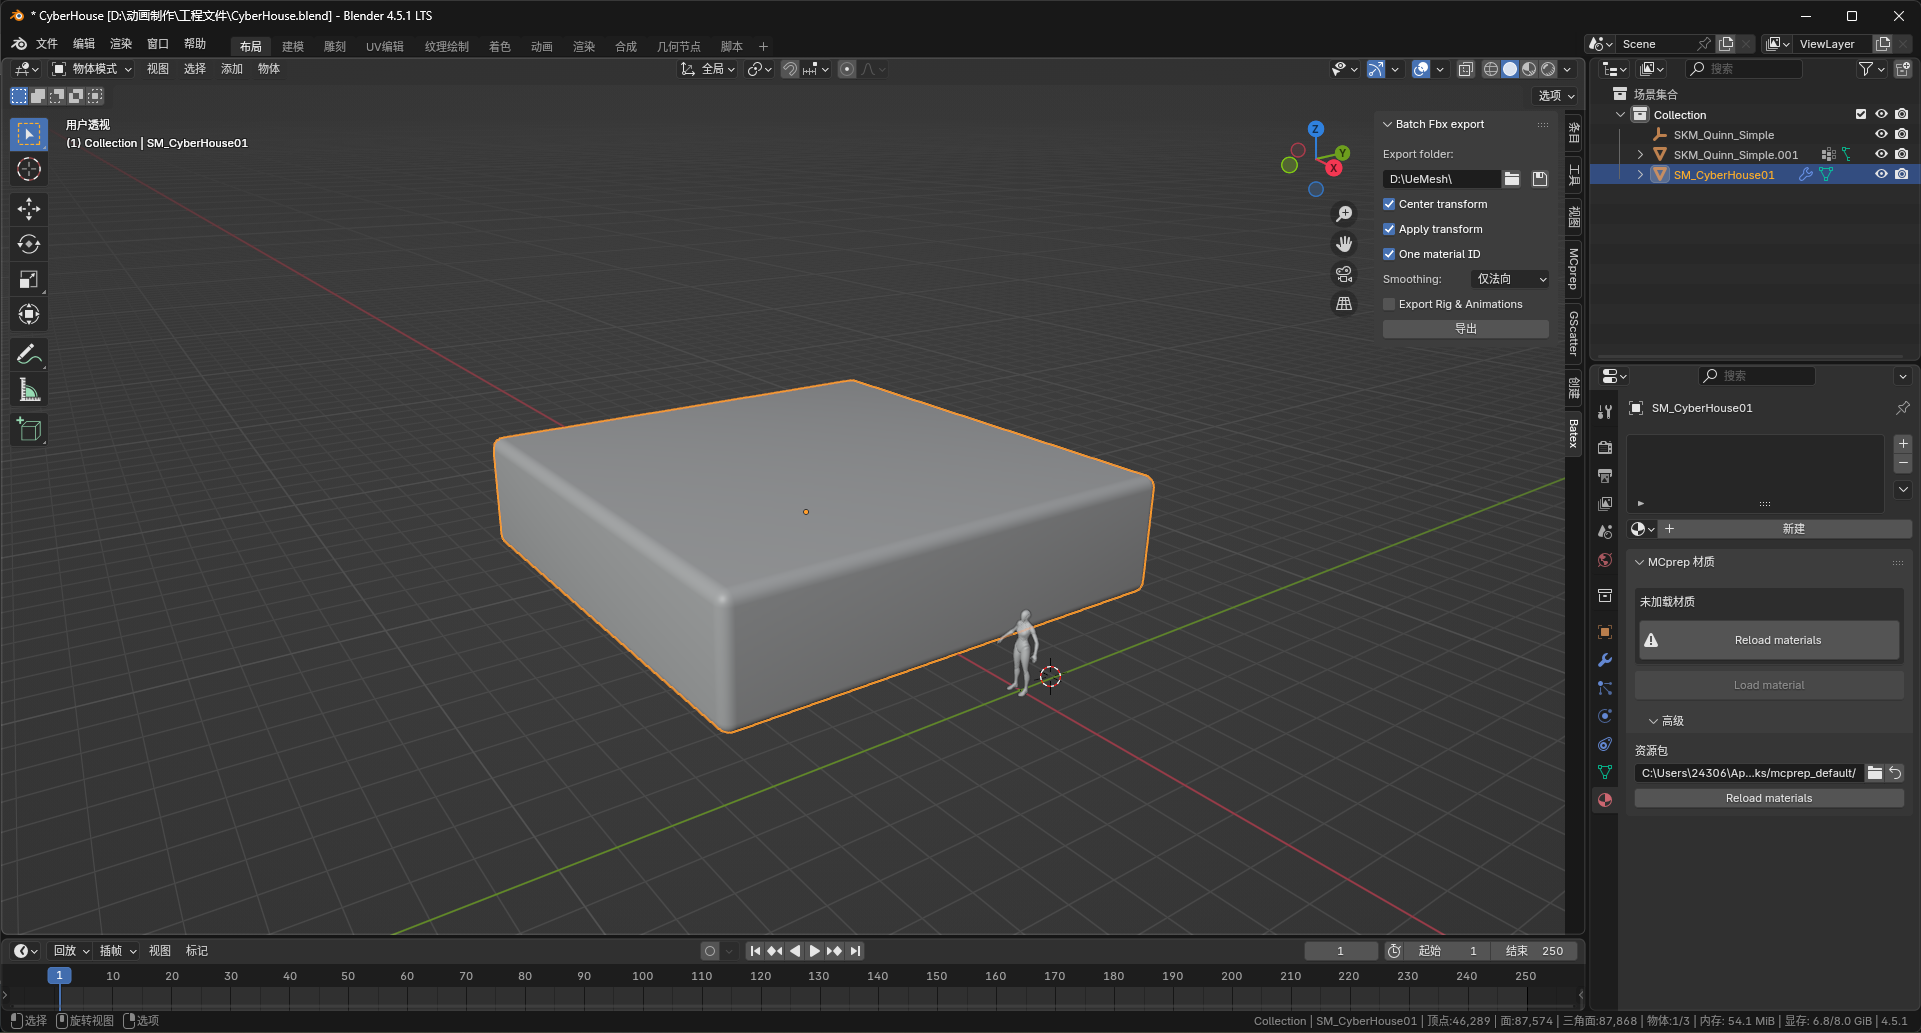 * CyberHouse [D:\动画制作\工程文件\CyberHouse.blend] - Blender 4.5.1 LTS
文件 编辑 渲染 窗口 帮助 布局 建模 雕刻 UV编辑 纹理绘制 着色 动画 渲染 合成 几何节点 脚本 +
Scene
ViewLayer
物体模式 视图 选择 添加 物体
全局
选项
用户透视
(1) Collection | SM_CyberHouse01
Z
Y
X
Batch Fbx export
Export folder:
D:\UeMesh\
Center transform
Apply transform
One material ID
Smoothing: 仅法向
Export Rig & Animations
导出
条目
工具
视图
MCprep
GScatter
创建
Batex
搜索
场景集合
Collection
SKM_Quinn_Simple
SKM_Quinn_Simple.001
SM_CyberHouse01
搜索
SM_CyberHouse01
新建
MCprep 材质
未加载材质
Reload materials
Load material
高级
资源包
C:\Users\24306\Ap...ks/mcprep_default/
Reload materials
回放 插帧 视图 标记
1 起始 1 结束 250
1 10 20 30 40 50 60 70 80 90 100 110 120 130 140 150 160 170 180 190 200 210 220 230 240 250
选择 旋转视图 选项
Collection | SM_CyberHouse01 | 顶点:46,289 | 面:87,574 | 三角面:87,868 | 物体:1/3 | 内存: 54.1 MiB | 显存: 6.8/8.0 GiB | 4.5.1